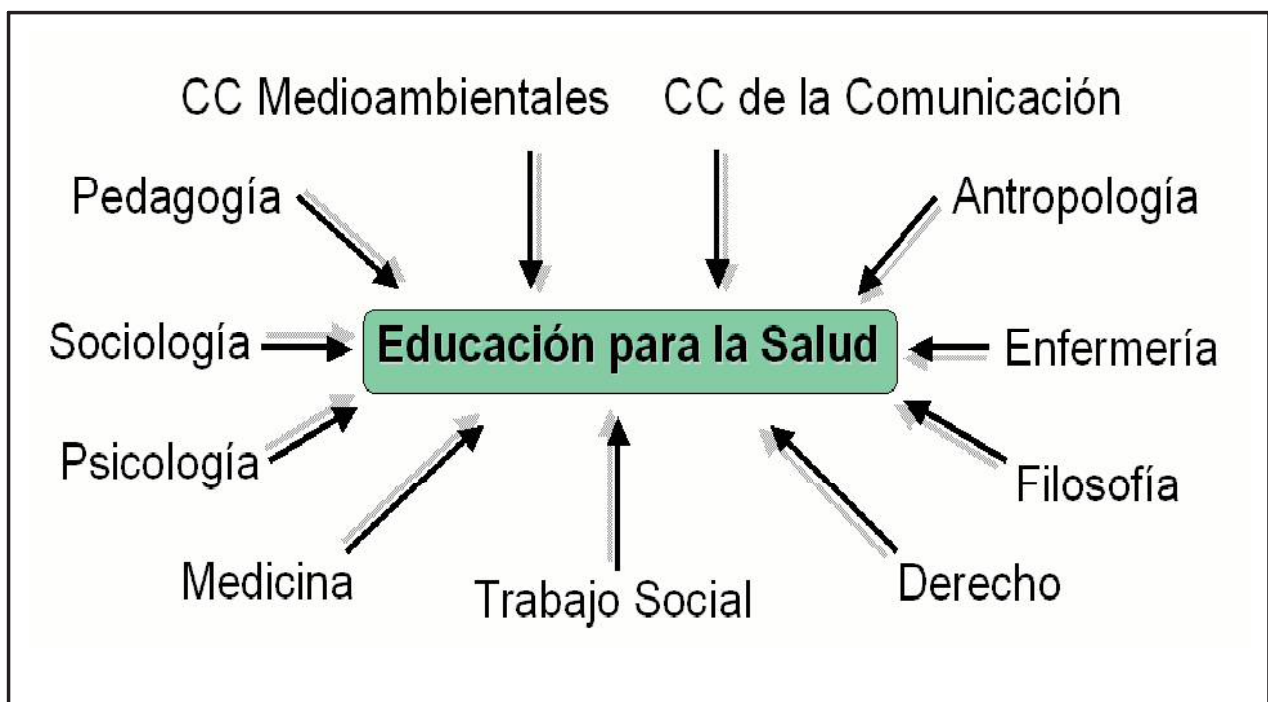 CC Medioambientales
CC de la Comunicación
Pedagogía
Antropología
Sociología
Educación para la Salud
Enfermería
Psicología
Filosofía
Medicina
Trabajo Social
Derecho